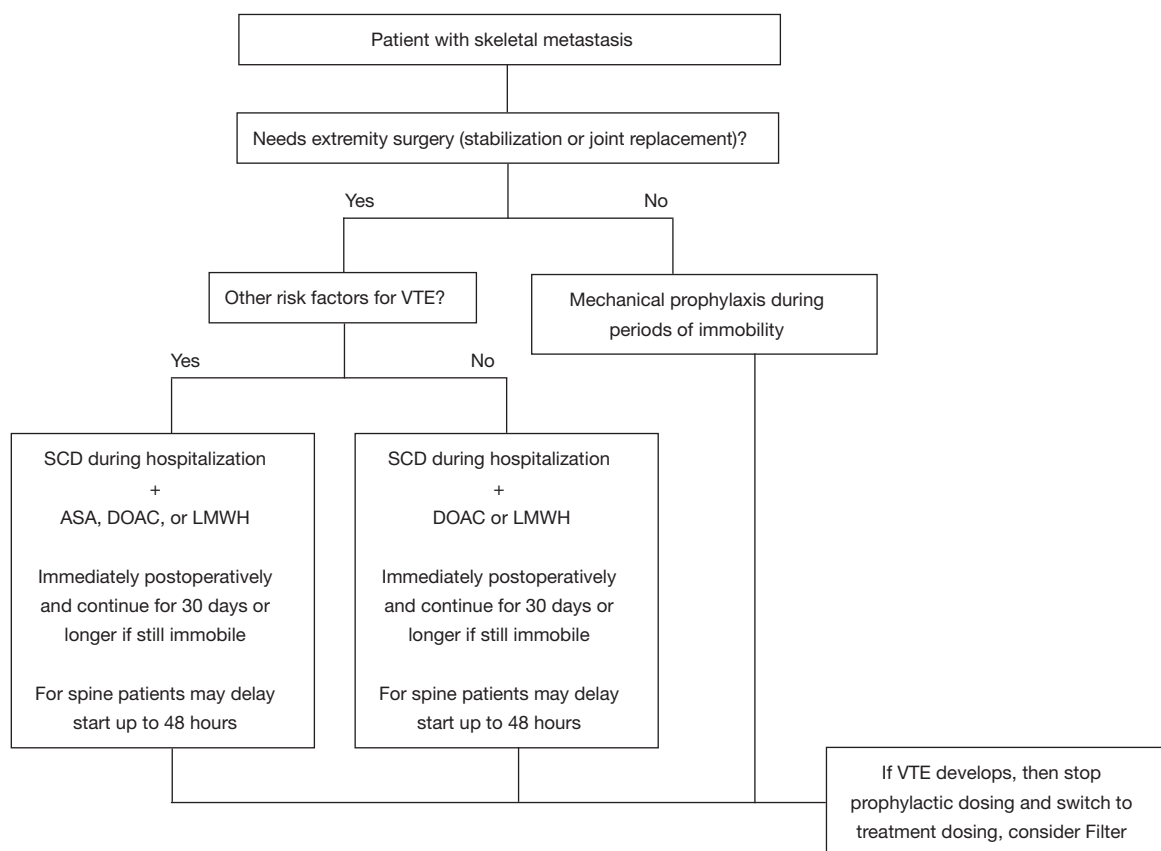 Patient with skeletal metastasis
Needs extremity surgery (stabilization or joint replacement)?
Yes
No
Other risk factors for VTE?
Mechanical prophylaxis during
periods of immobility
Yes
No
SCD during hospitalization
+
ASA, DOAC, or LMWH
Immediately postoperatively
and continue for 30 days or
longer if still immobile
For spine patients may delay
start up to 48 hours
SCD during hospitalization
+
DOAC or LMWH
Immediately postoperatively
and continue for 30 days or
longer if still immobile
For spine patients may delay
start up to 48 hours
If VTE develops, then stop
prophylactic dosing and switch to
treatment dosing, consider Filter